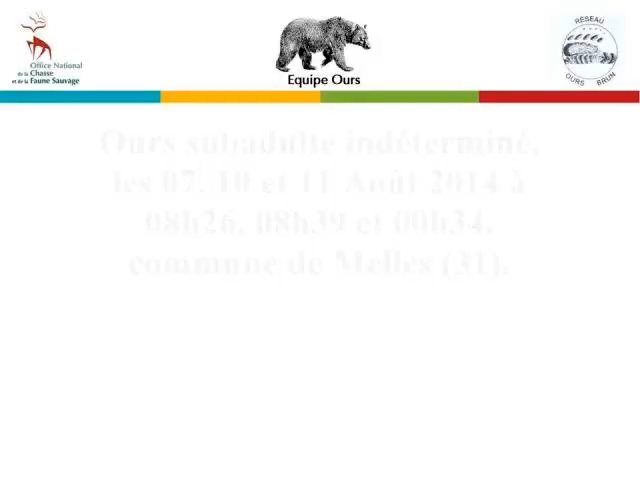 Office National
de la Chasse
et de la Faune Sauvage
Equipe Ours
RÉSEAU
OURS BRUN
Ours subadulte indéterminé,
les 07, 10 et 11 Août 2014 à
08h26, 08h39 et 00h34,
commune de Melles (31).